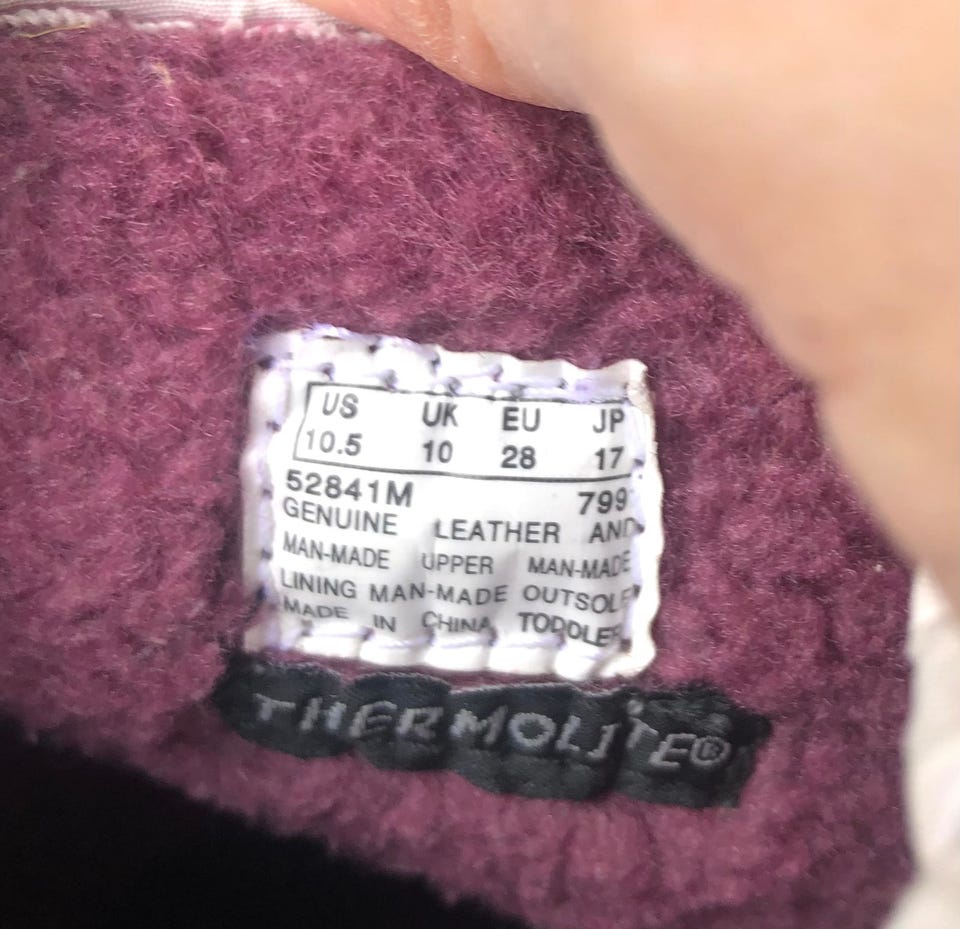 US UK EU JP
10.5 10 28 17
52841M 799
GENUINE LEATHER AND
MAN-MADE UPPER MAN-MADE
LINING MAN-MADE OUTSOLE
MADE IN CHINA TODDLER
THERMOLITE®